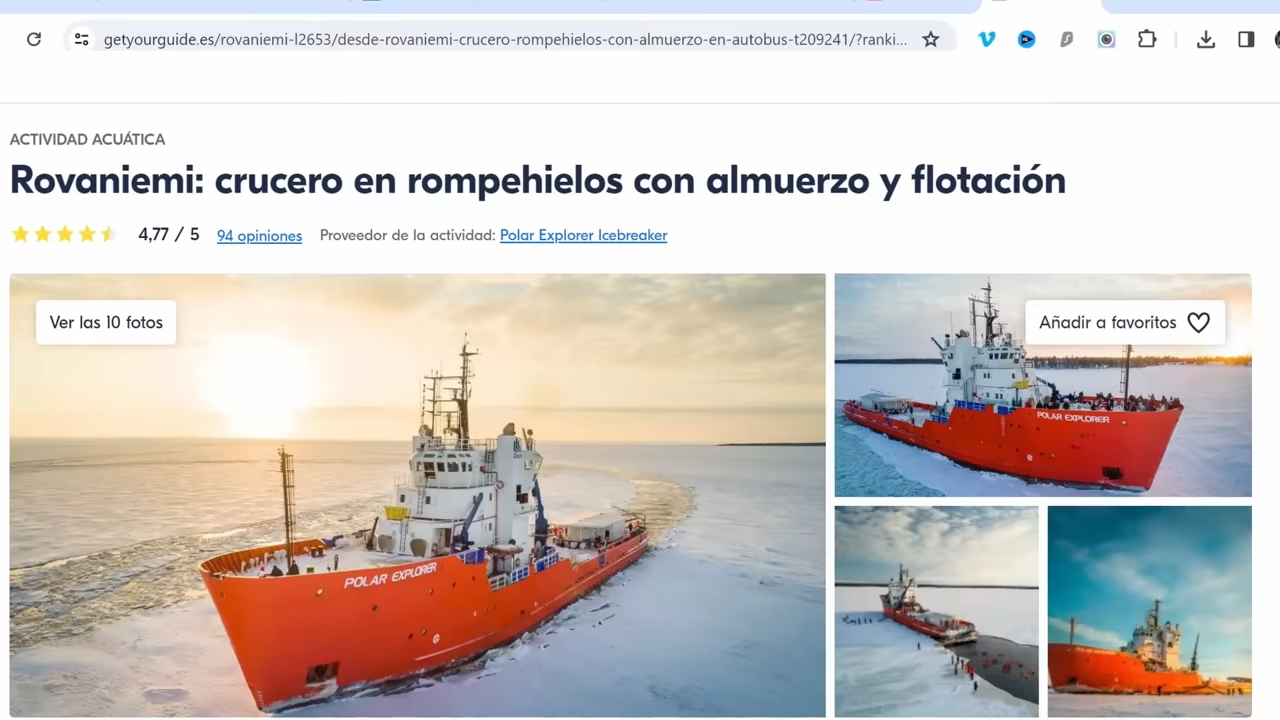 getyourguide.es/rovaniemi-l2653/desde-rovaniemi-crucero-rompehielos-con-almuerzo-en-autobus-t209241/?ranki...
ACTIVIDAD ACUÁTICA
Rovaniemi: crucero en rompehielos con almuerzo y flotación
4,77 / 5 94 opiniones Proveedor de la actividad: Polar Explorer Icebreaker
Ver las 10 fotos
Añadir a favoritos
POLAR EXPLORER
POLAR EXPLORER